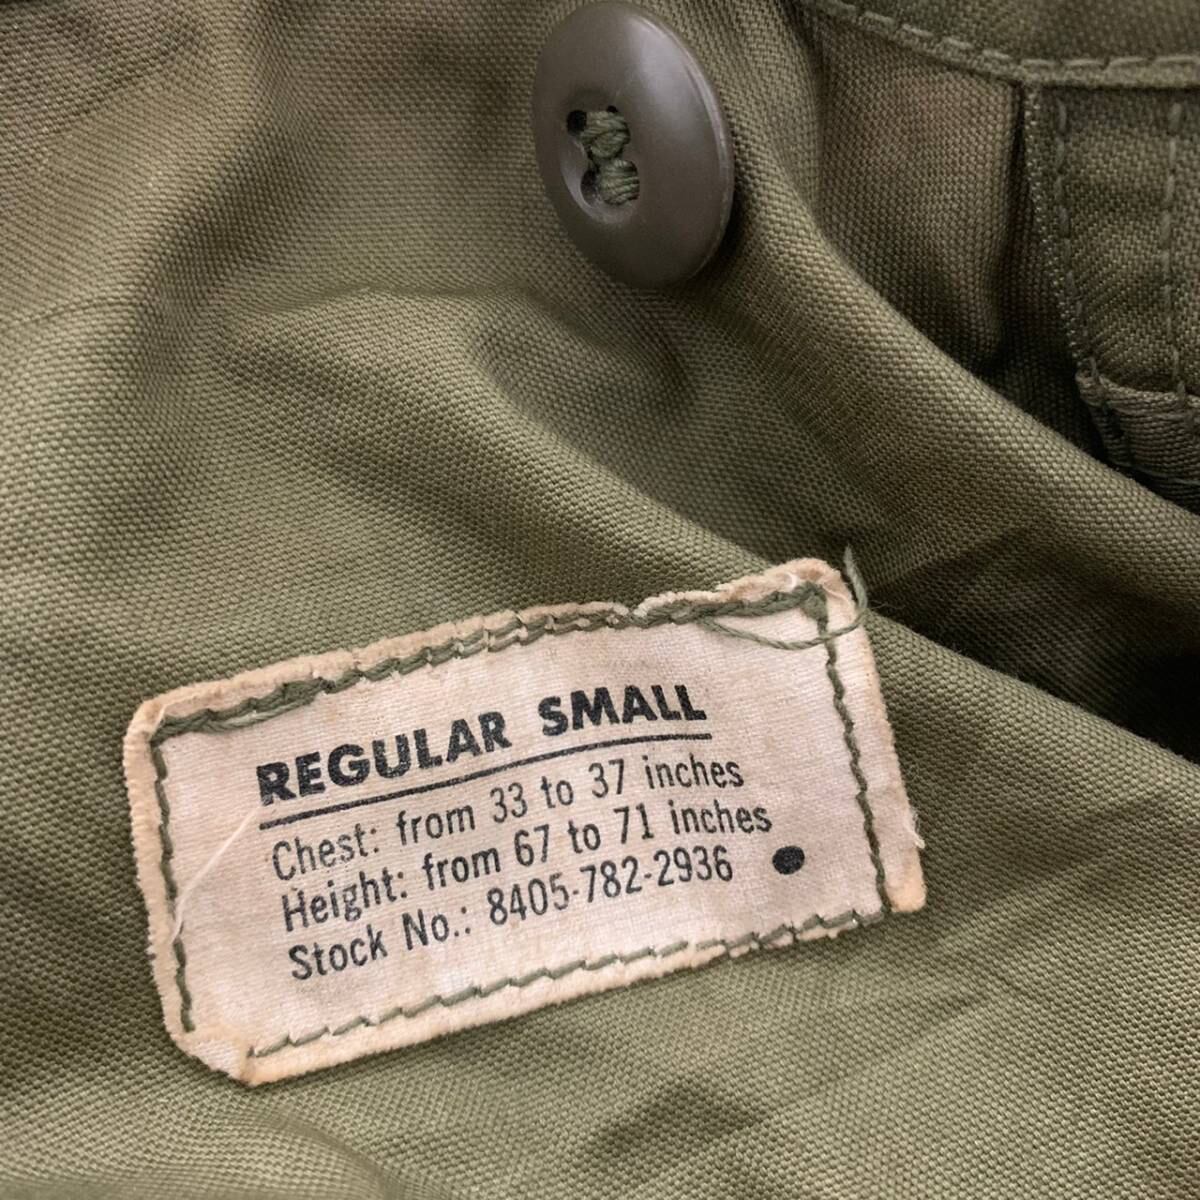 REGULAR SMALL
Chest: from 33 to 37 inches
Height: from 67 to 71 inches
Stock No.: 8405-782-2936